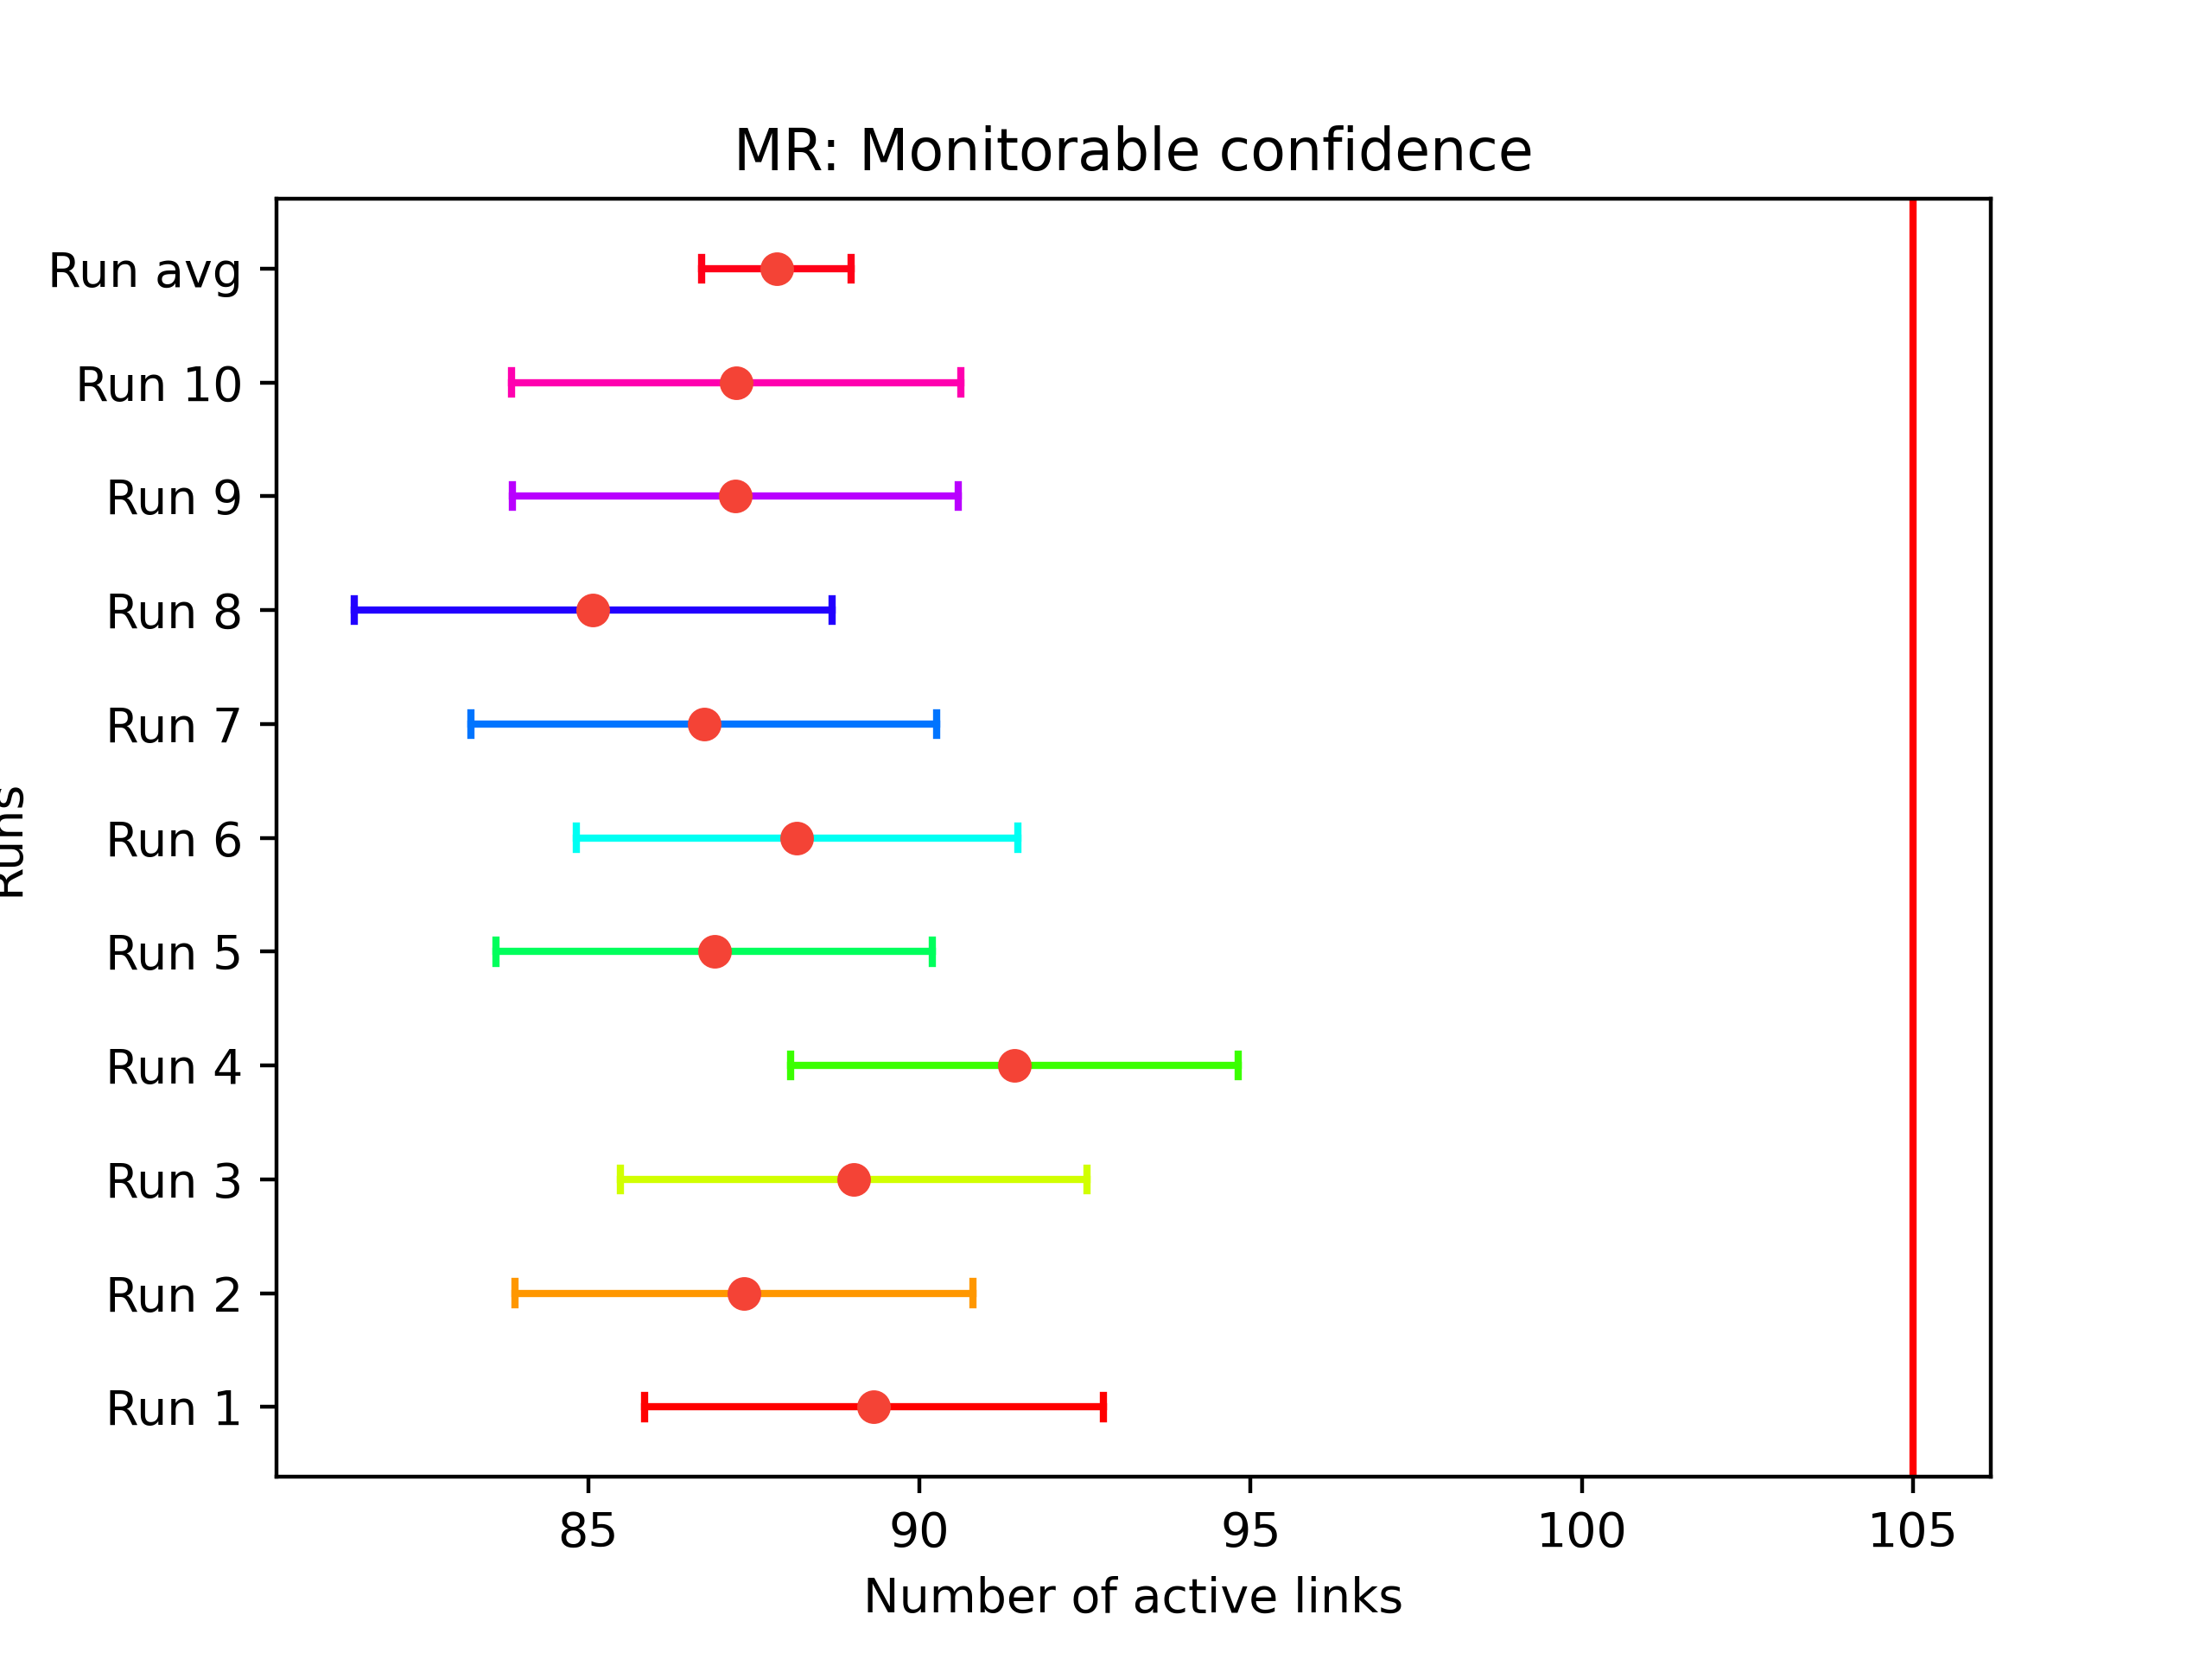 MR: Monitorable confidence
Run avg
Run 10
Run 9
Run 8
Run 7
Run 6
Run 5
Run 4
Run 3
Run 2
Run 1
Runs
85 90 95 100 105
Number of active links